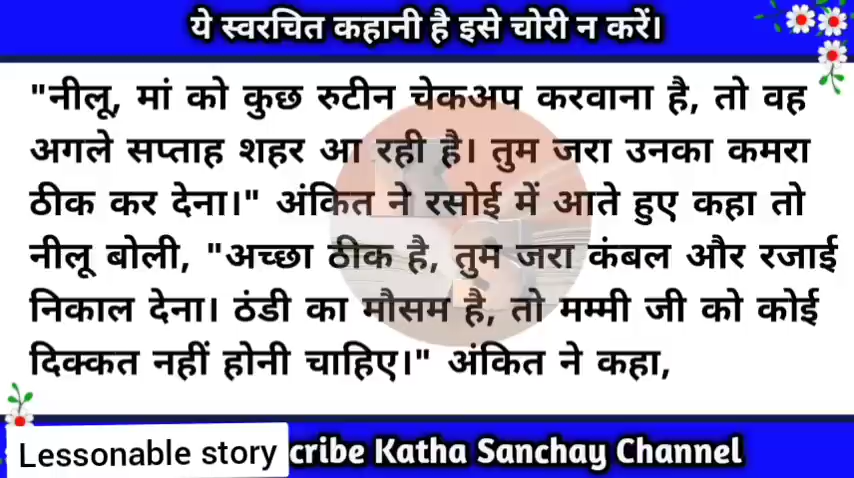 ये स्वरचित कहानी है इसे चोरी न करें।
"नीलू, मां को कुछ रुटीन चेकअप करवाना है, तो वह
अगले सप्ताह शहर आ रही है। तुम जरा उनका कमरा
ठीक कर देना।" अंकित ने रसोई में आते हुए कहा तो
नीलू बोली, "अच्छा ठीक है, तुम जरा कंबल और रजाई
निकाल देना। ठंडी का मौसम है, तो मम्मी जी को कोई
दिक्कत नहीं होनी चाहिए।" अंकित ने कहा,
Lessonable story cribe Katha Sanchay Channel